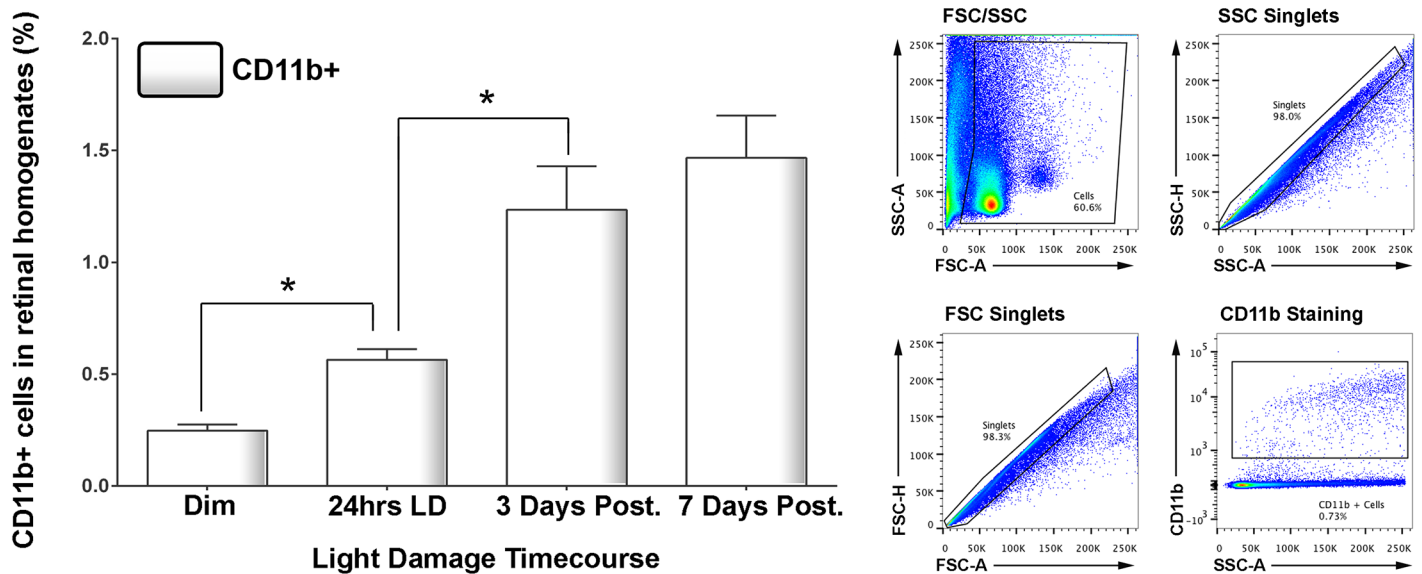 CD11b+ cells in retinal homogenates (%)
2.0
1.5
1.0
0.5
0.0
CD11b+
*
*
Dim
24hrs LD
3 Days Post.
7 Days Post.
Light Damage Timecourse
FSC/SSC
SSC-A
250K
200K
150K
100K
50K
0
Cells
60.6%
0 50K 100K 150K 200K 250K
FSC-A
SSC Singlets
SSC-H
250K
200K
150K
100K
50K
0
Singlets
98.0%
0 50K 100K 150K 200K 250K
SSC-A
FSC Singlets
FSC-H
250K
200K
150K
100K
50K
0
Singlets
98.3%
0 50K 100K 150K 200K 250K
FSC-A
CD11b Staining
CD11b
10^5
10^4
10^3
-10^3
CD11b + Cells
0.73%
0 50K 100K 150K 200K 250K
SSC-A